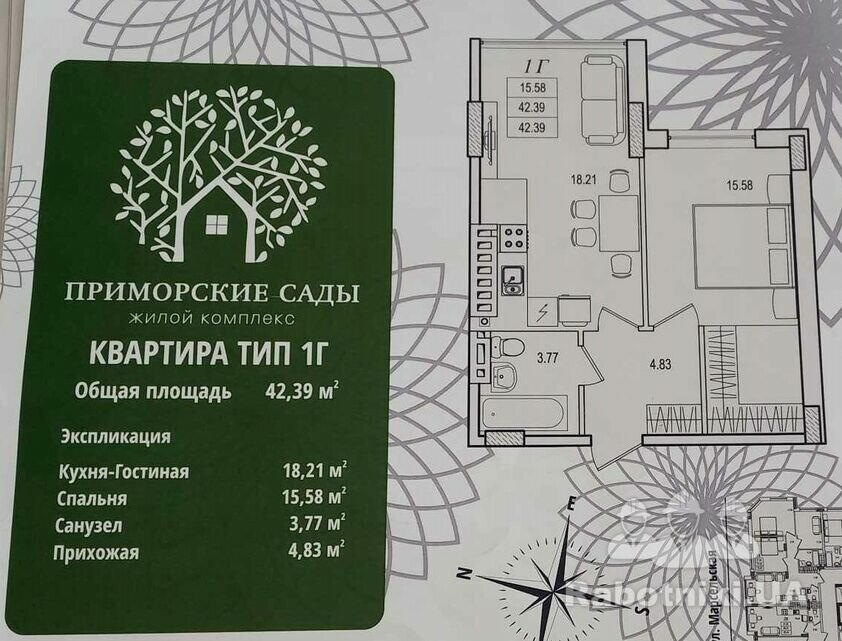 ПРИМОРСКИЕ САДЫ
ЖИЛОЙ КОМПЛЕКС
КВАРТИРА ТИП 1Г
Общая площадь 42,39 м²
Экспликация
Кухня-Гостиная 18,21 м²
Спальня 15,58 м²
Санузел 3,77 м²
Прихожая 4,83 м²
1Г
15.58
42.39
42.39
18.21
15.58
3.77
4.83
E
N
S
ул. Марсельская
Rabotniki.UA